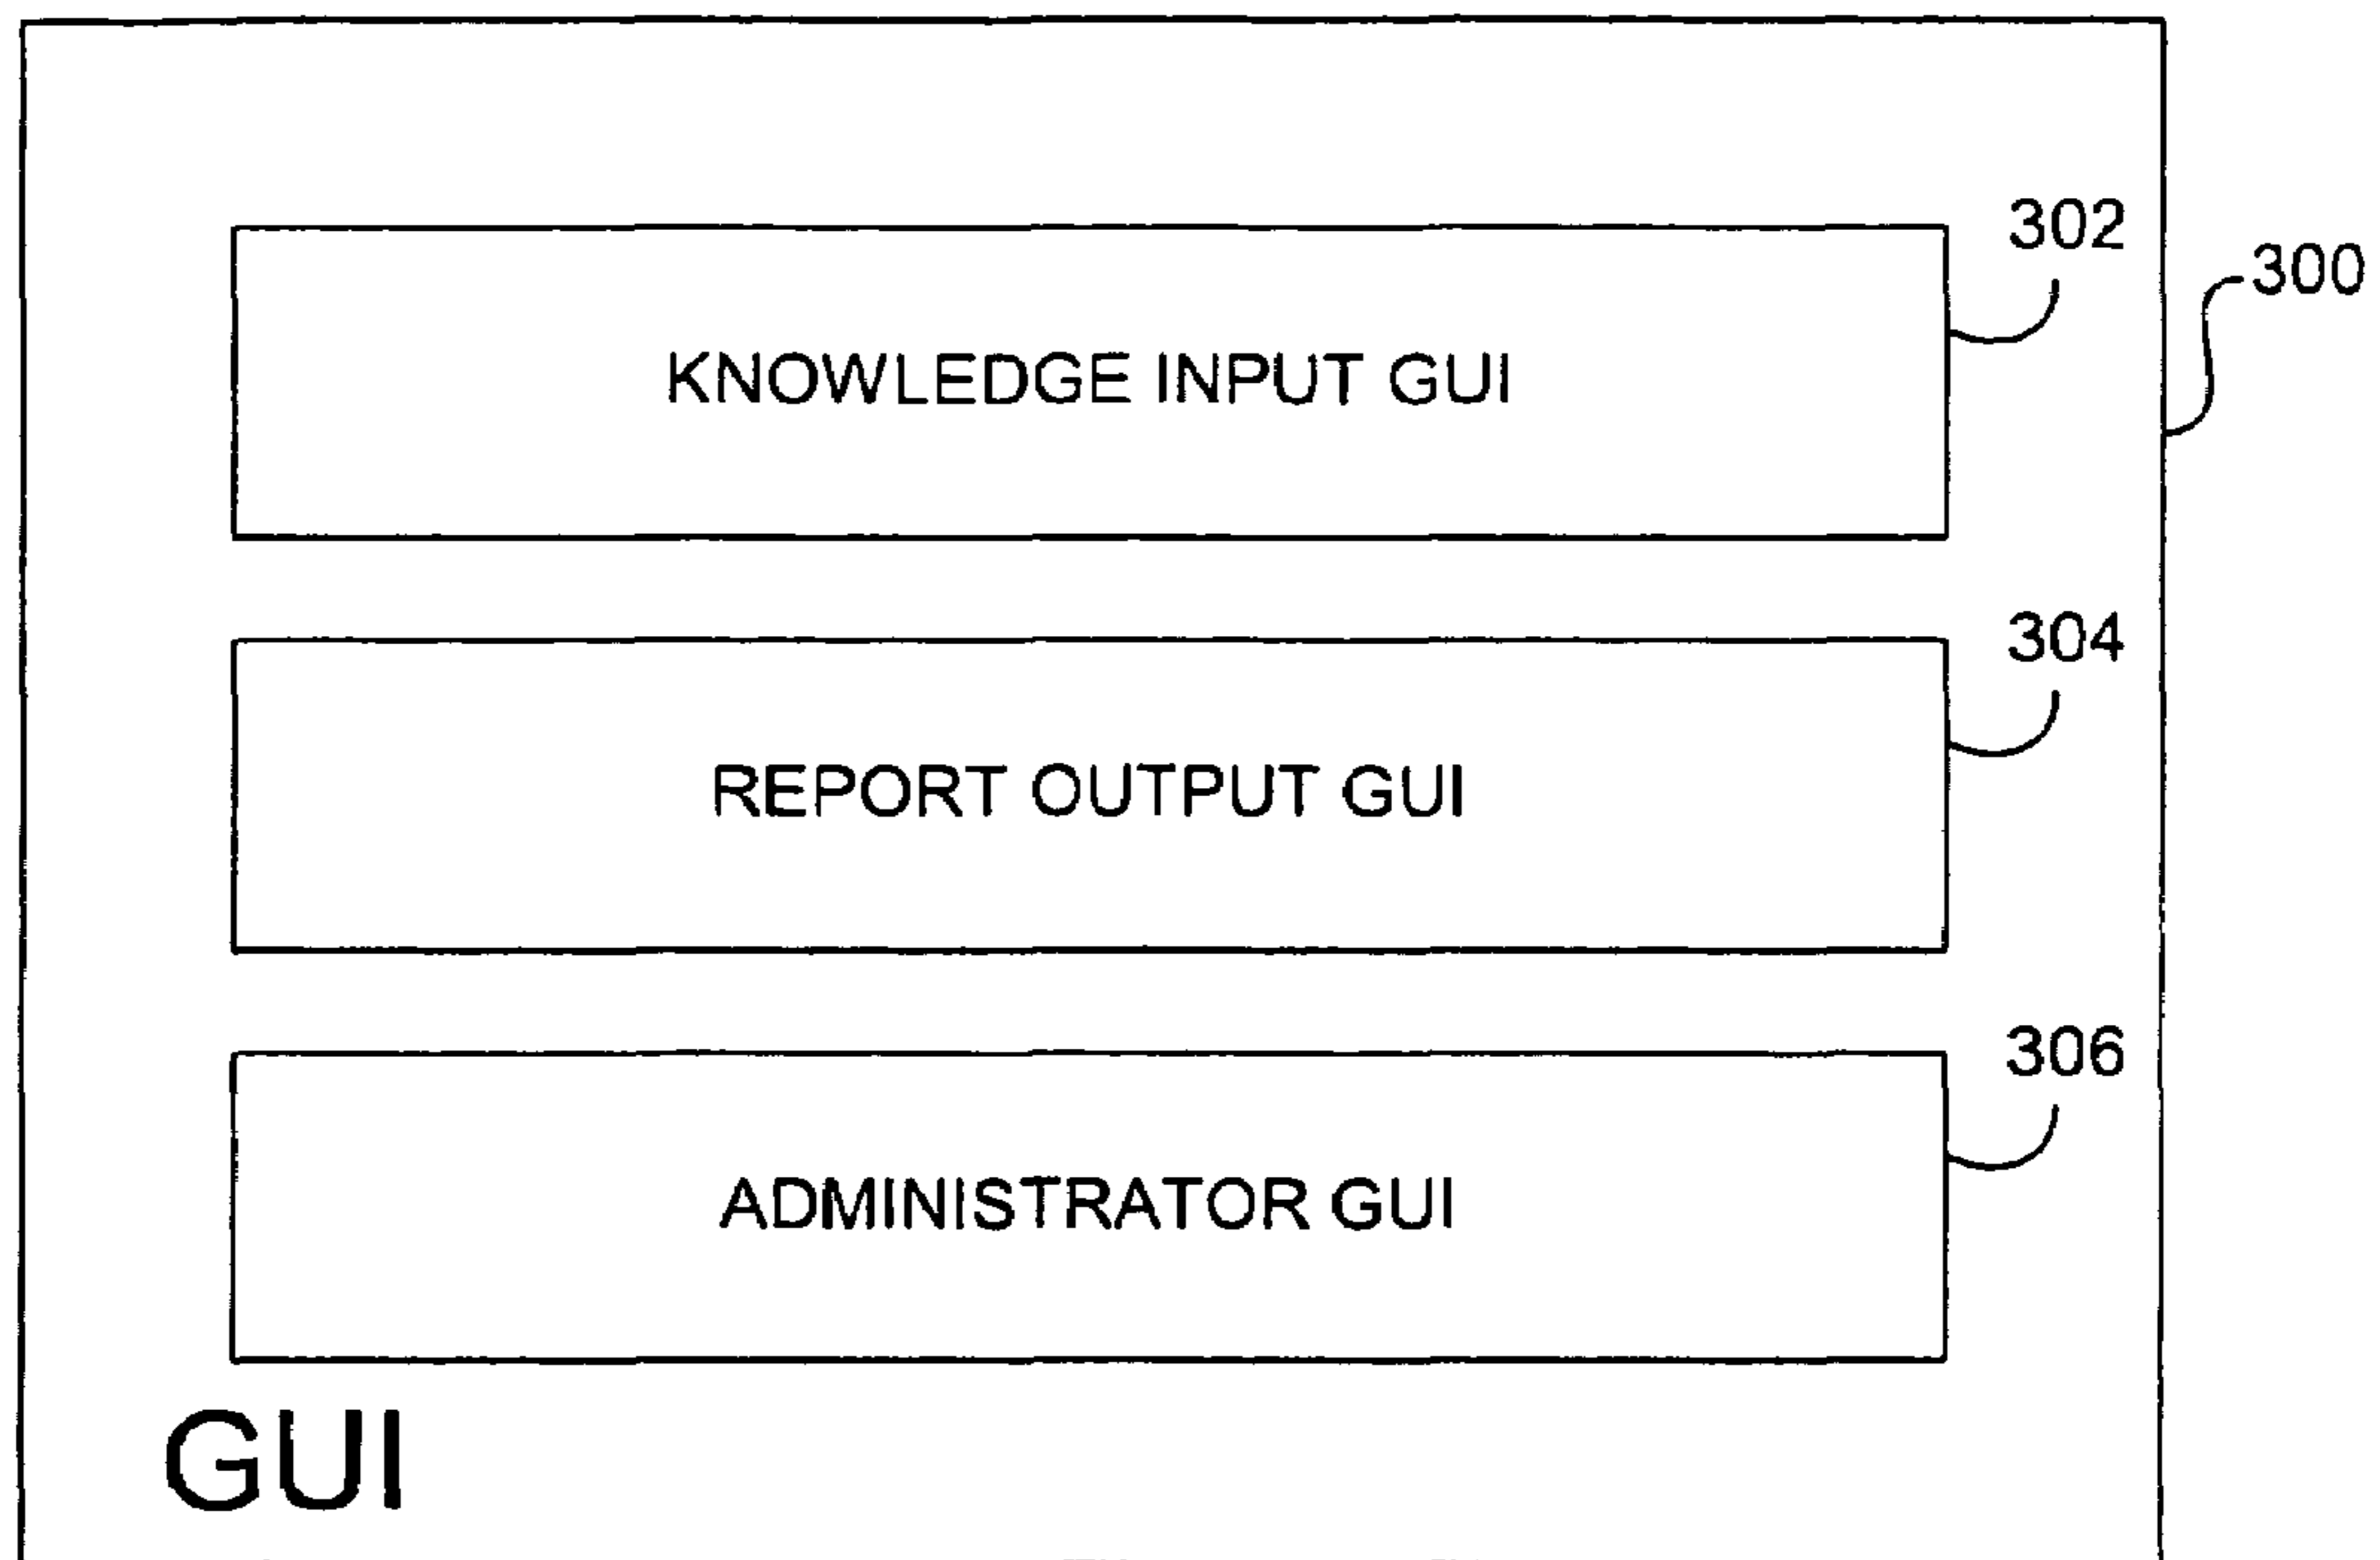 302
300
KNOWLEDGE INPUT GUI
304
REPORT OUTPUT GUI
306
ADMINISTRATOR GUI
GUI